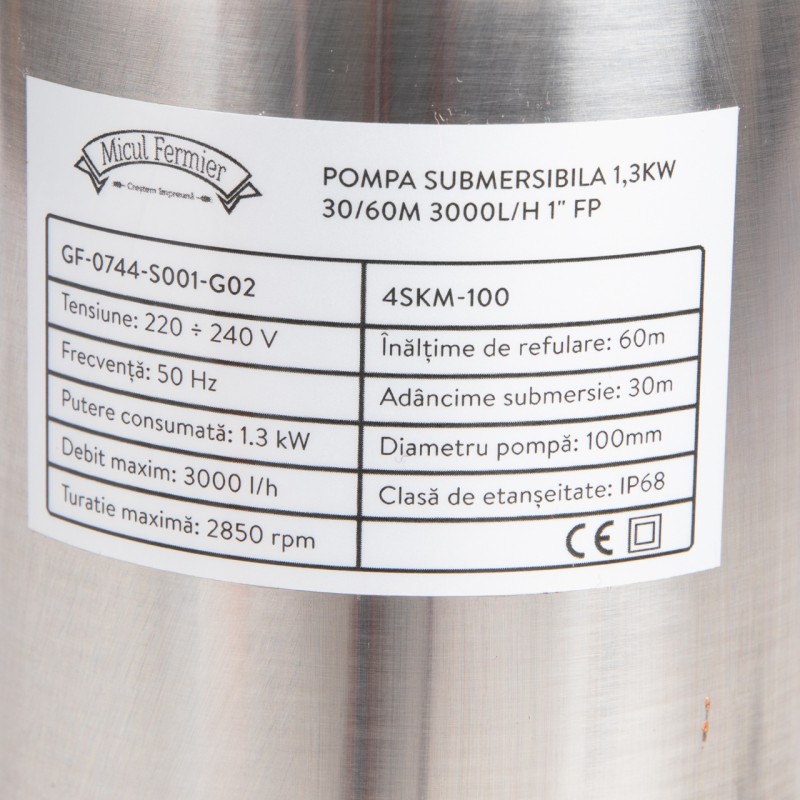 Micul Fermier
Creștem împreună
POMPA SUBMERSIBILA 1,3KW
30/60M 3000L/H 1" FP
GF-0744-S001-G02
4SKM-100
Tensiune: 220 ÷ 240 V
Înălțime de refulare: 60m
Frecvență: 50 Hz
Adâncime submersie: 30m
Putere consumată: 1.3 kW
Diametru pompă: 100mm
Debit maxim: 3000 l/h
Clasă de etanșeitate: IP68
Turatie maximă: 2850 rpm
CE